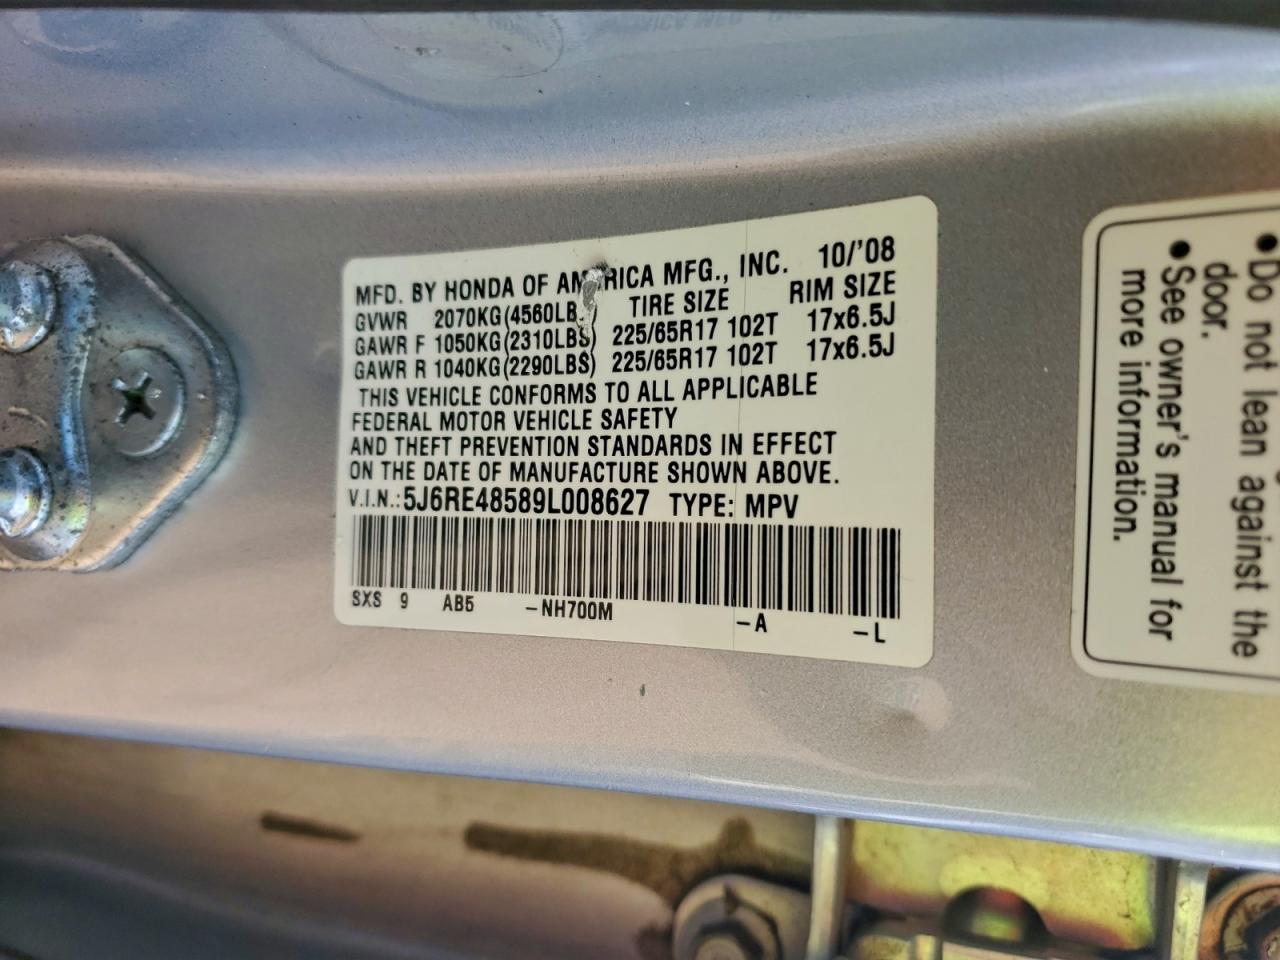 MFD. BY HONDA OF AMERICA MFG., INC. 10/'08
GVWR 2070KG(4560LBS) TIRE SIZE RIM SIZE
GAWR F 1050KG(2310LBS) 225/65R17 102T 17x6.5J
GAWR R 1040KG(2290LBS) 225/65R17 102T 17x6.5J
THIS VEHICLE CONFORMS TO ALL APPLICABLE
FEDERAL MOTOR VEHICLE SAFETY
AND THEFT PREVENTION STANDARDS IN EFFECT
ON THE DATE OF MANUFACTURE SHOWN ABOVE.
V.I.N.:5J6RE48589L008627 TYPE: MPV
SXS 9 AB5 -NH700M -A -L
●Do not lean against the
door.
●See owner's manual for
more information.